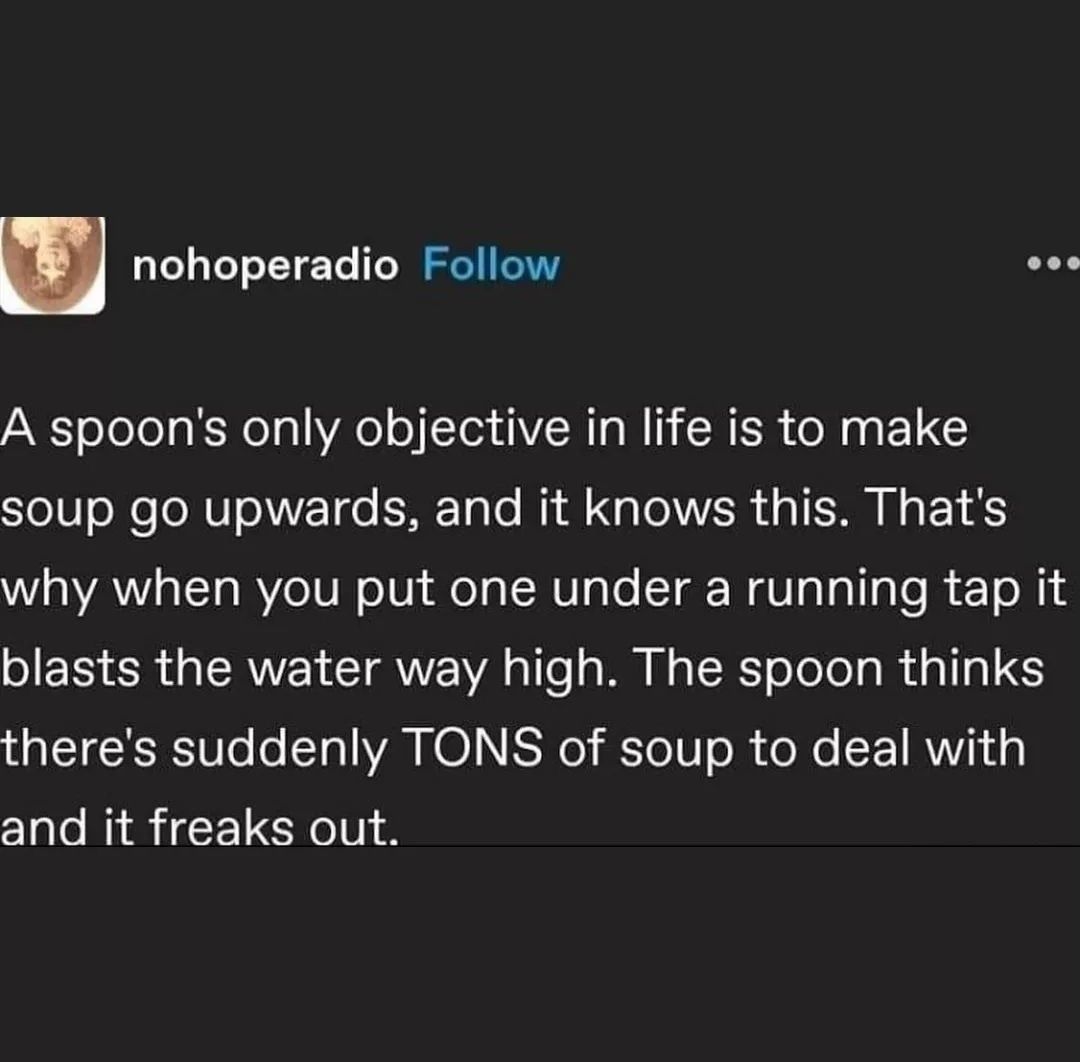 nohoperadio Follow
A spoon's only objective in life is to make
soup go upwards, and it knows this. That's
why when you put one under a running tap it
blasts the water way high. The spoon thinks
there's suddenly TONS of soup to deal with
and it freaks out.